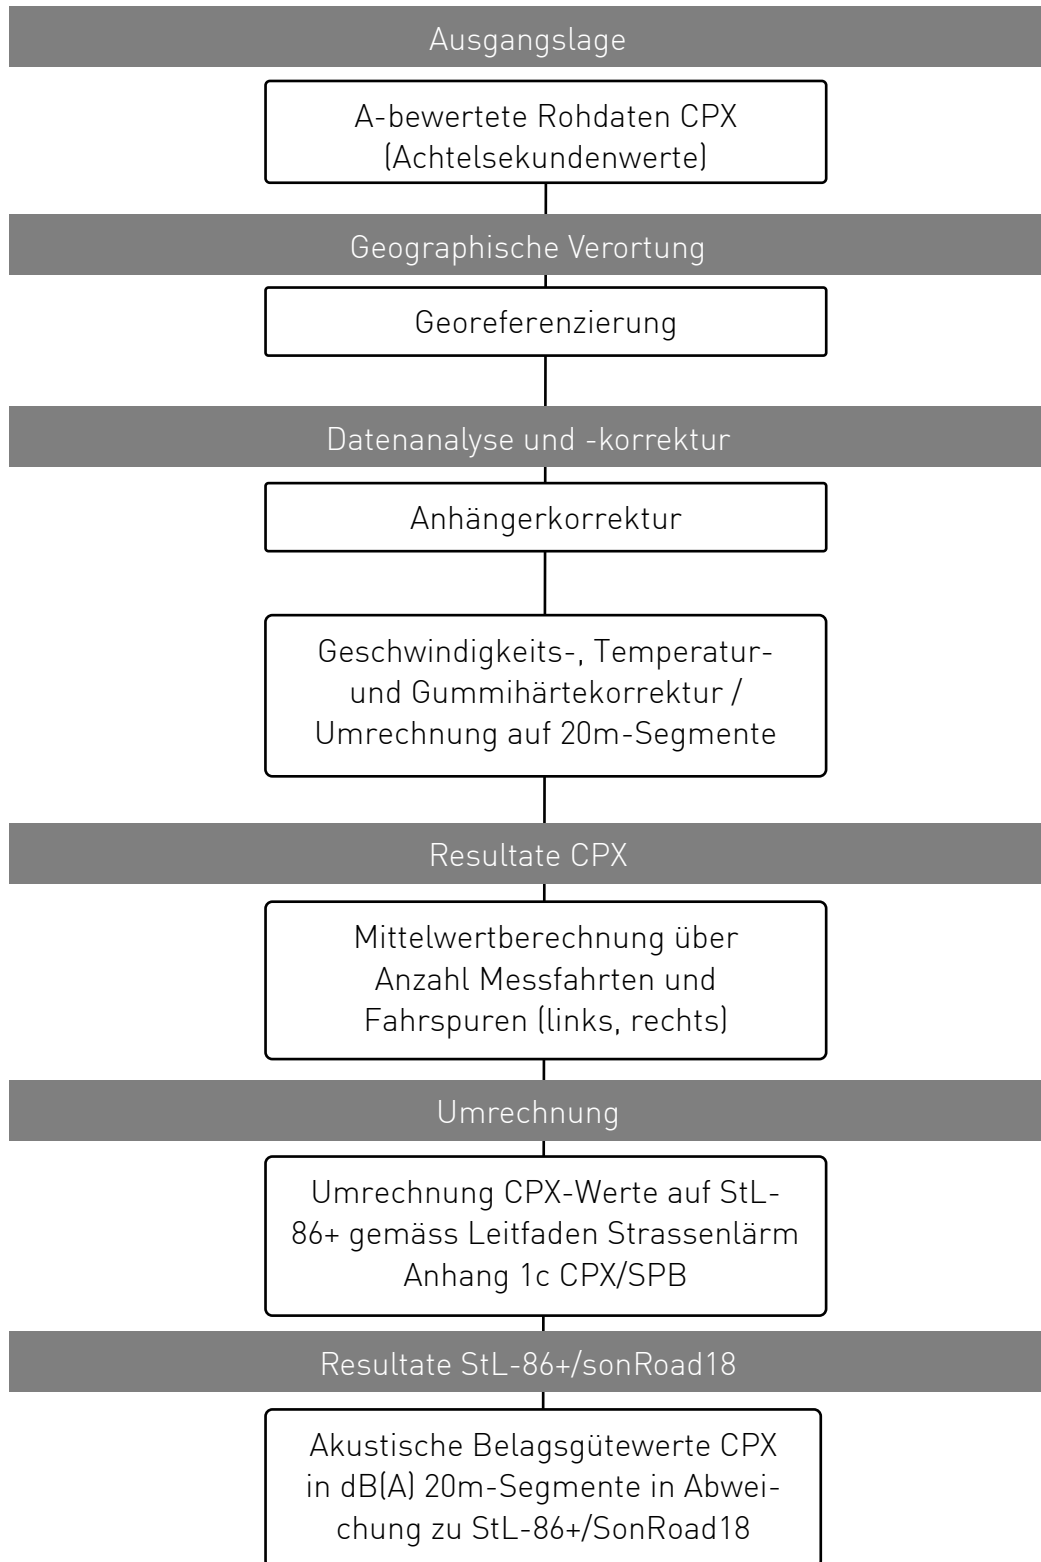 Ausgangslage
A-bewertete Rohdaten CPX
(Achtelsekundenwerte)
Geographische Verortung
Georeferenzierung
Datenanalyse und -korrektur
Anhängerkorrektur
Geschwindigkeits-, Temperatur-
und Gummihärtekorrektur /
Umrechnung auf 20m-Segmente
Resultate CPX
Mittelwertberechnung über
Anzahl Messfahrten und
Fahrspuren (links, rechts)
Umrechnung
Umrechnung CPX-Werte auf StL-
86+ gemäss Leitfaden Strassenlärm
Anhang 1c CPX/SPB
Resultate StL-86+/sonRoad18
Akustische Belagsgütewerte CPX
in dB(A) 20m-Segmente in Abwei-
chung zu StL-86+/SonRoad18